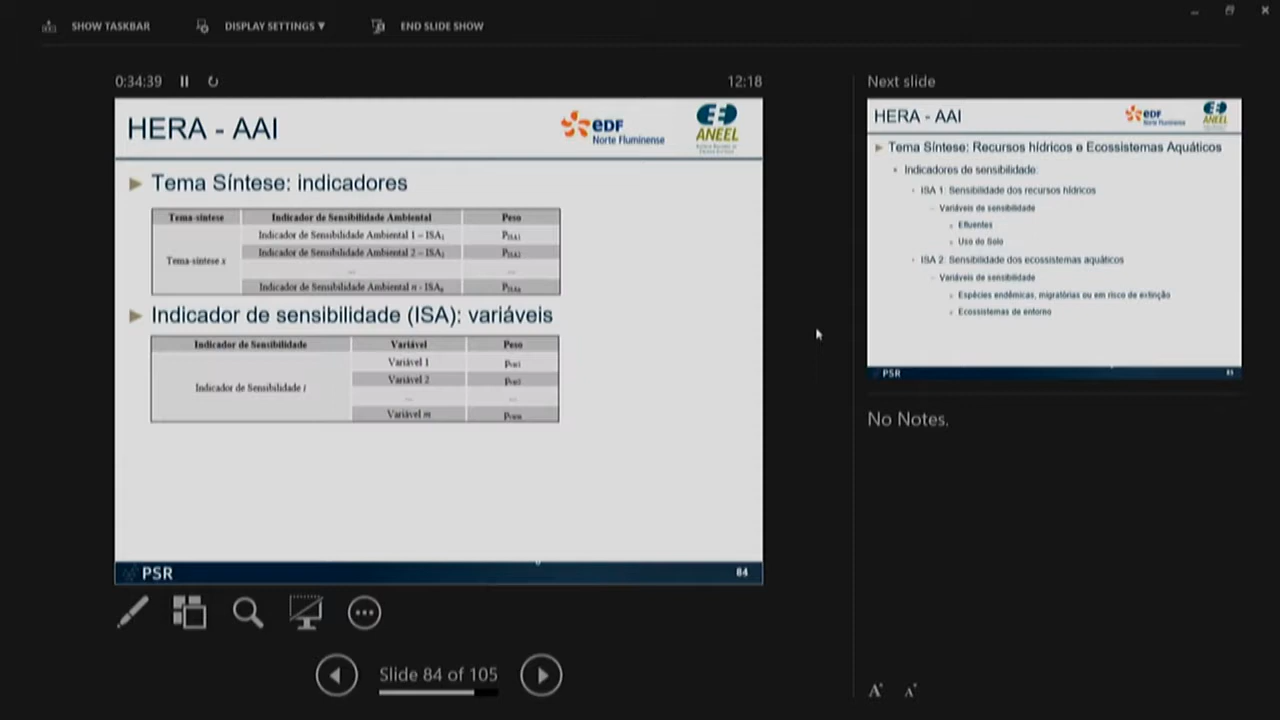 SHOW TASKBAR
DISPLAY SETTINGS ▼
END SLIDE SHOW
0:34:39
12:18
HERA - AAI
edf
Norte Fluminense
ANEEL
Tema Síntese: indicadores
Tema-síntese Indicador de Sensibilidade Ambiental Peso
Indicador de Sensibilidade Ambiental 1 – ISA₁ PISA1
Indicador de Sensibilidade Ambiental 2 – ISA₂ PISA2
Tema-síntese x
... ...
Indicador de Sensibilidade Ambiental n - ISAₙ PISAn
Indicador de sensibilidade (ISA): variáveis
Indicador de Sensibilidade Variável Peso
Variável 1
Variável 2
Indicador de Sensibilidade i
... ...
Variável m
PSR
84
Slide 84 of 105
Next slide
HERA - AAI
edf
Norte Fluminense
ANEEL
Tema Síntese: Recursos hídricos e Ecossistemas Aquáticos
Indicadores de sensibilidade:
ISA 1: Sensibilidade dos recursos hídricos
Variáveis de sensibilidade
Efluentes
Uso do Solo
ISA 2: Sensibilidade dos ecossistemas aquáticos
Variáveis de sensibilidade
Espécies endêmicas, migratórias ou em risco de extinção
Ecossistemas de entorno
PSR
85
No Notes.
A A